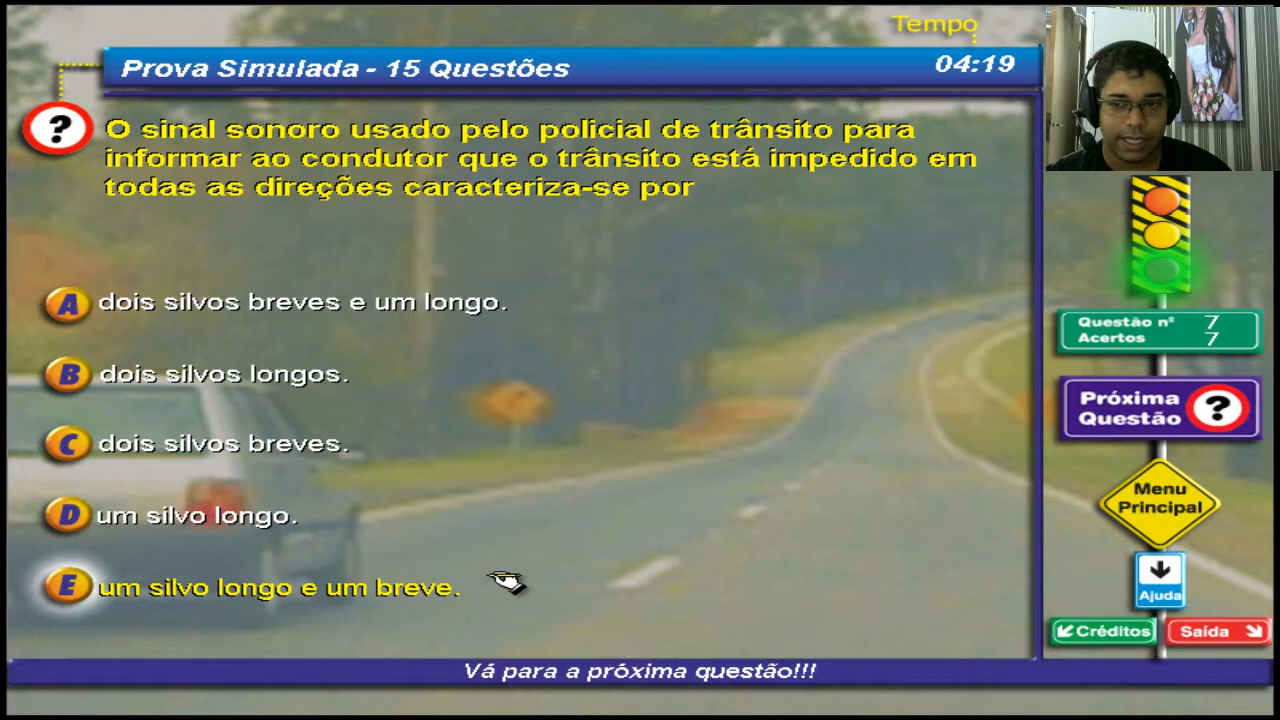 Tempo
Prova Simulada - 15 Questões
04:19
?
O sinal sonoro usado pelo policial de trânsito para
informar ao condutor que o trânsito está impedido em
todas as direções caracteriza-se por
A dois silvos breves e um longo.
B dois silvos longos.
C dois silvos breves.
D um silvo longo.
E um silvo longo e um breve.
Questão nº 7
Acertos 7
Próxima
Questão
?
Menu
Principal
Ajuda
Créditos
Saída
Vá para a próxima questão!!!